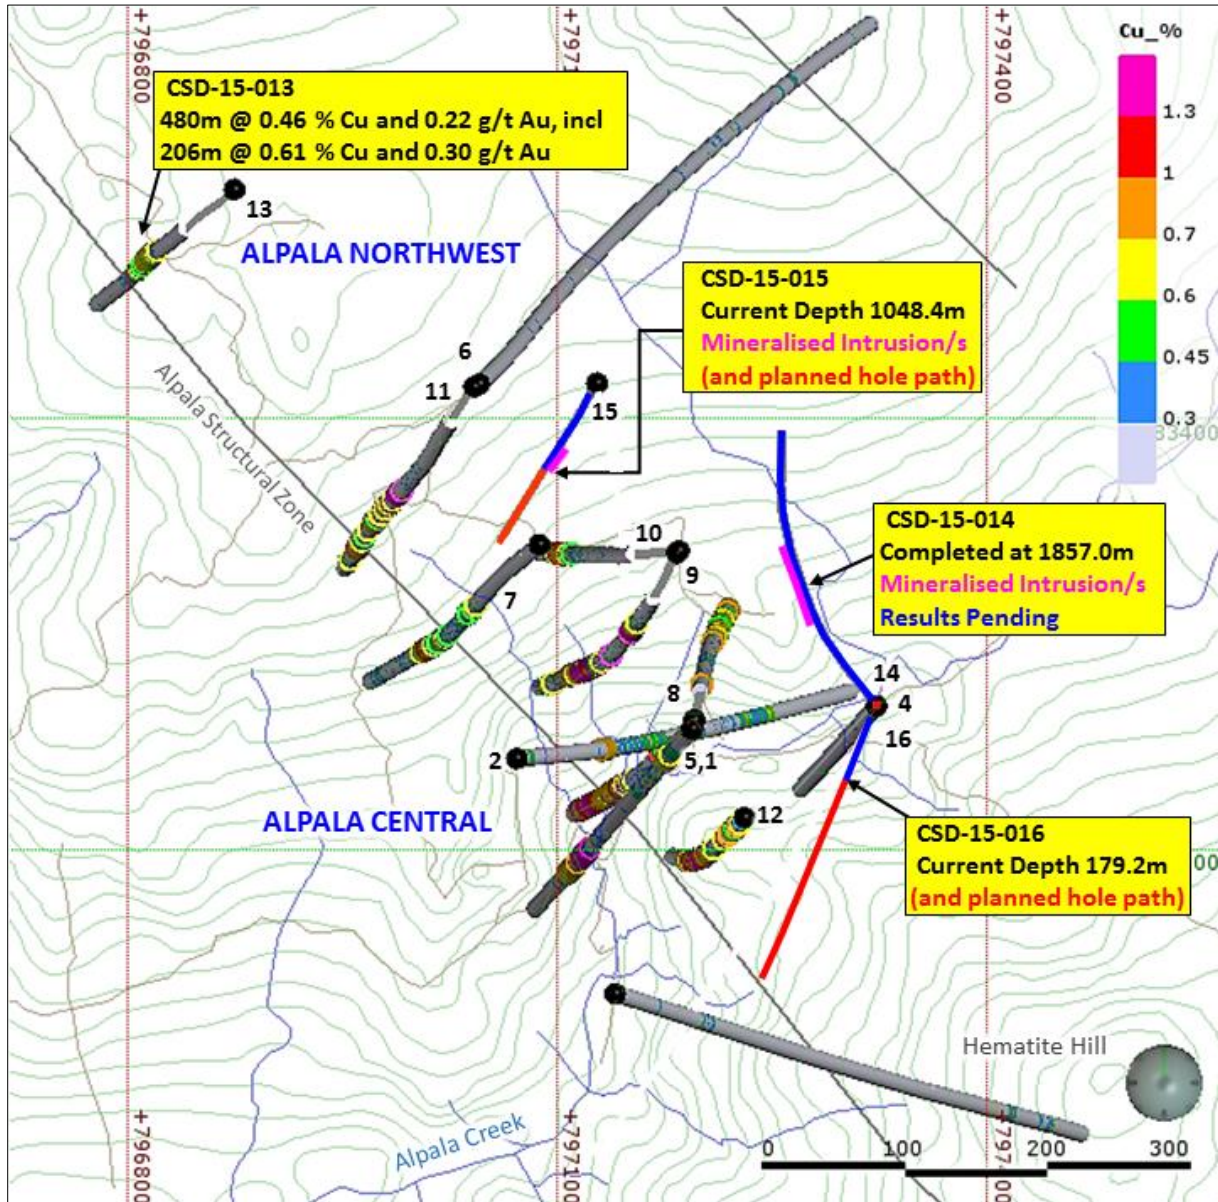 +796800
+7971
+797400
Cu_%
1.3
1
0.7
0.6
0.45
0.3
CSD-15-013
480m @ 0.46 % Cu and 0.22 g/t Au, incl
206m @ 0.61 % Cu and 0.30 g/t Au
13
ALPALA NORTHWEST
CSD-15-015
Current Depth 1048.4m
Mineralised Intrusion/s
(and planned hole path)
6
11
15
Alpala Structural Zone
33400
CSD-15-014
Completed at 1857.0m
Mineralised Intrusion/s
Results Pending
10
9
7
8
14
4
16
2
5,1
12
ALPALA CENTRAL
CSD-15-016
Current Depth 179.2m
(and planned hole path)
00
Hematite Hill
Alpala Creek
+796800
+797100
+7974
0
100
200
300